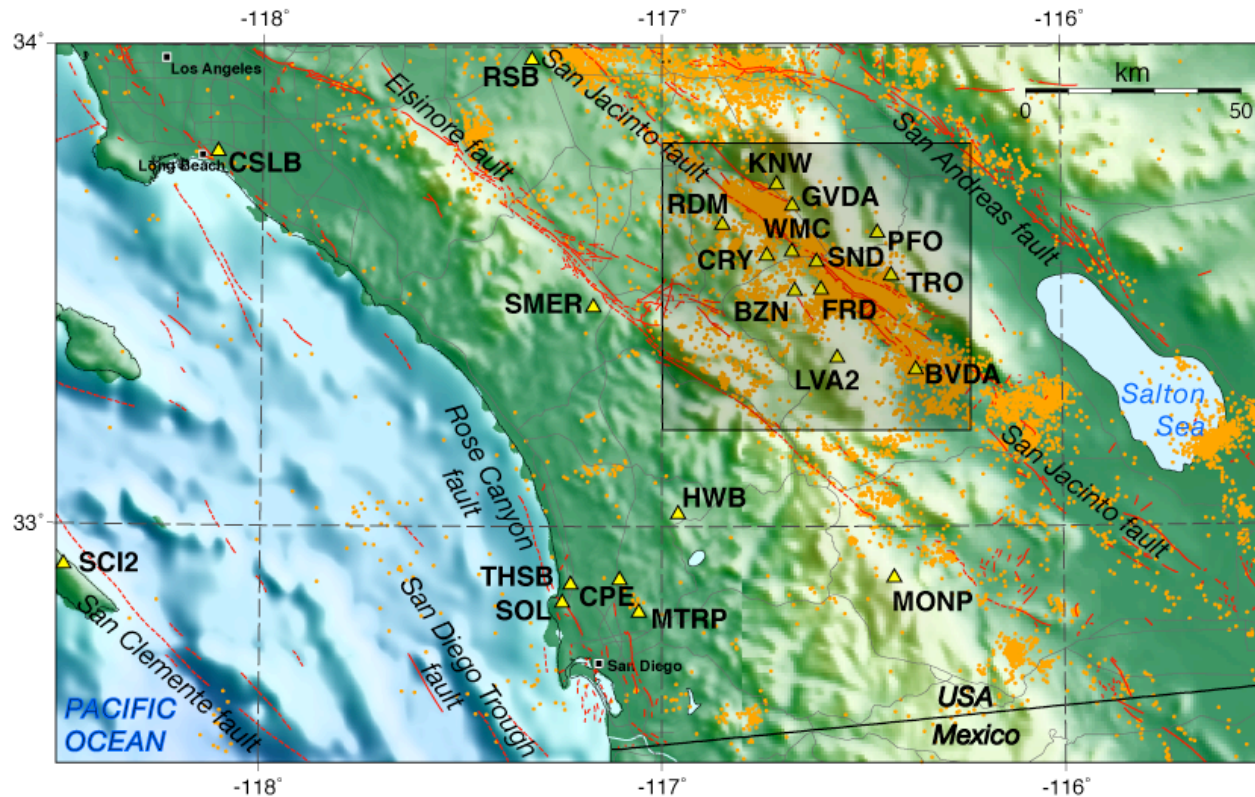 -118°
-117°
-116°
34°
Los Angeles
RSB
San Jacinto fault
km
0
50
Elsinore fault
San Andreas fault
Long Beach
CSLB
KNW
GVDA
RDM
WMC
PFO
CRY
SND
TRO
SMER
BZN
FRD
LVA2
BVDA
Salton
Sea
Rose Canyon
fault
San Jacinto fault
HWB
33°
SCI2
THSB
CPE
SOL
MTRP
MONP
San Clemente fault
San Diego Trough
fault
San Diego
PACIFIC
OCEAN
USA
Mexico
-118°
-117°
-116°